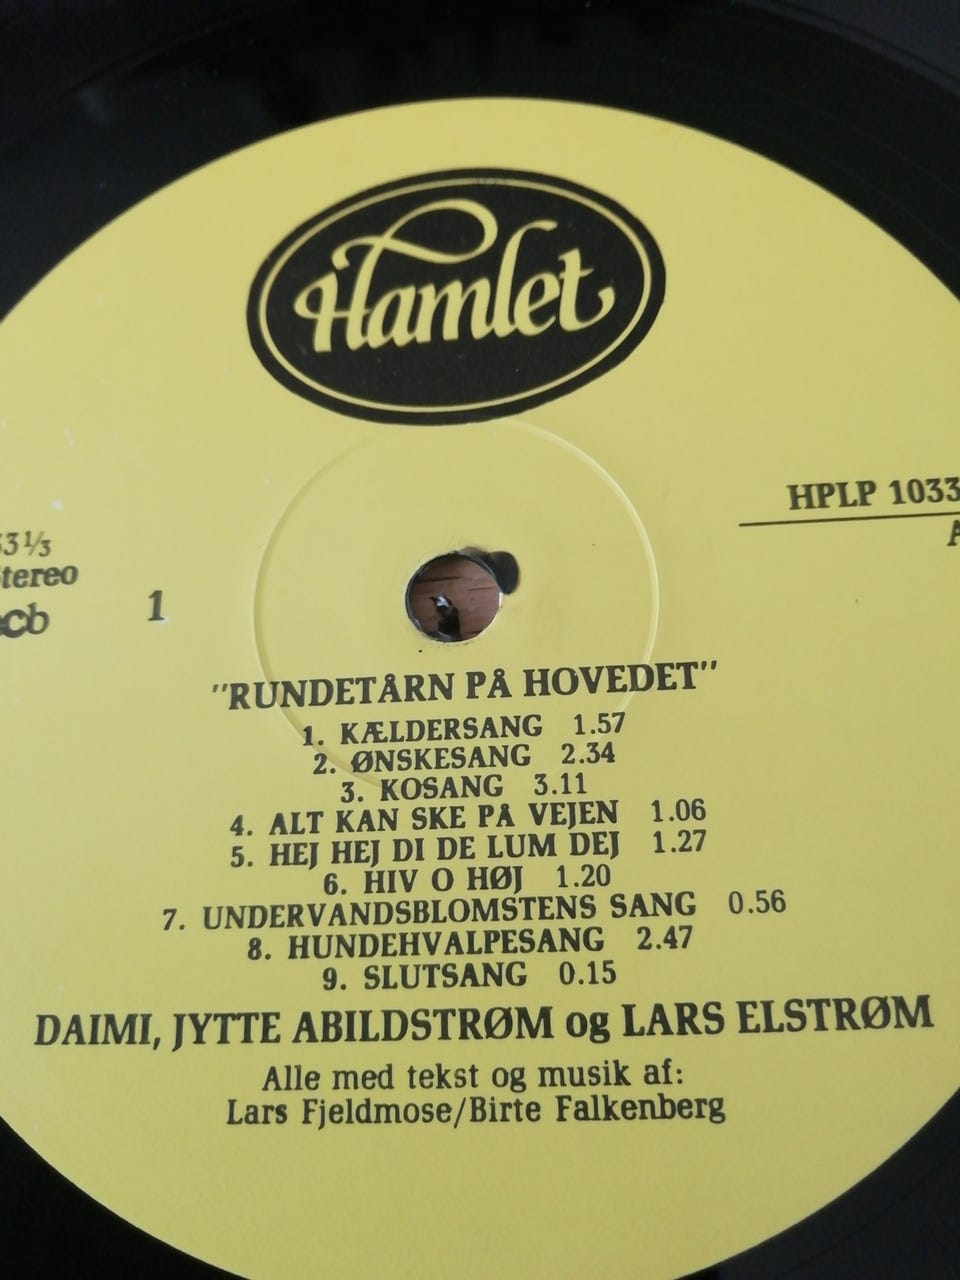 Hamlet
HPLP 1033
33 1/3
Stereo
ncb
1
"RUNDETÅRN PÅ HOVEDET"
1. KÆLDERSANG 1.57
2. ØNSKESANG 2.34
3. KOSANG 3.11
4. ALT KAN SKE PÅ VEJEN 1.06
5. HEJ HEJ DI DE LUM DEJ 1.27
6. HIV O HØJ 1.20
7. UNDERVANDSBLOMSTENS SANG 0.56
8. HUNDEHVALPESANG 2.47
9. SLUTSANG 0.15
DAIMI, JYTTE ABILDSTRØM og LARS ELSTRØM
Alle med tekst og musik af:
Lars Fjeldmose/Birte Falkenberg